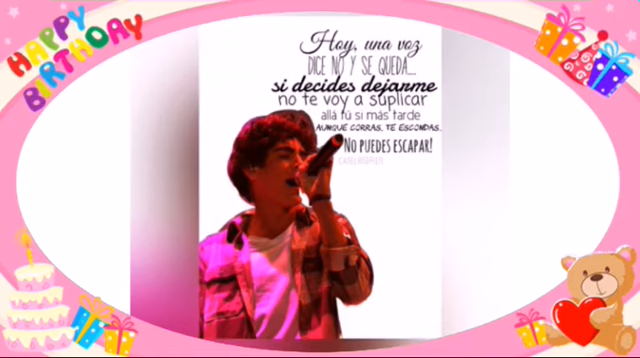 HAPPY
BIRTHDAY
Hoy, una voz
DICE NO Y SE QUEDA...
si decides dejarme
no te voy a suplicar
allá tú si más tarde
AUNQUE CORRAS, TE ESCONDAS.
NO PUEDES ESCAPAR!